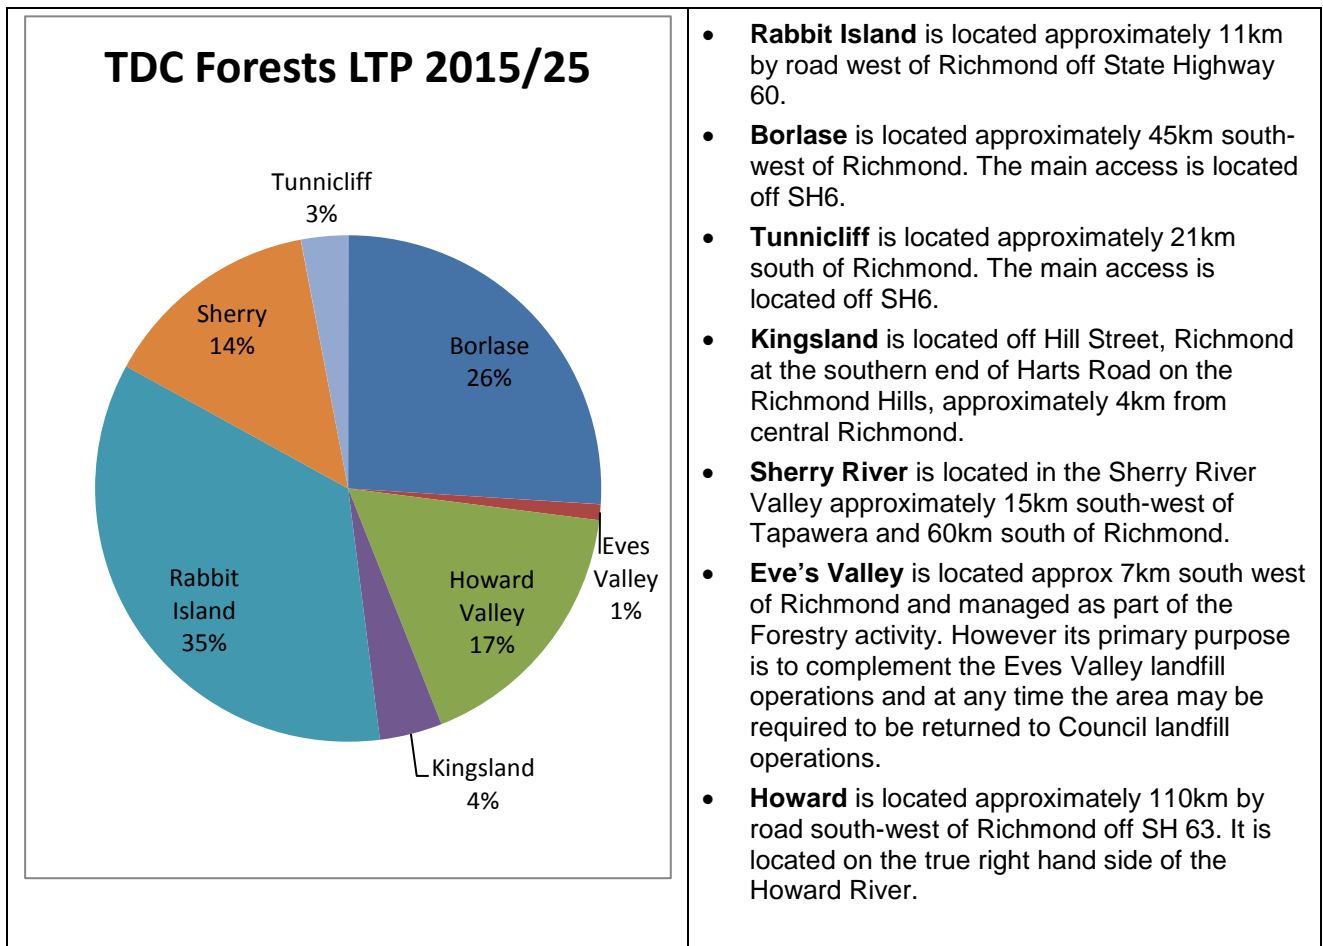 TDC Forests LTP 2015/25
Tunnicliff
3%
Sherry
14%
Borlase
26%
Eves
Valley
1%
Rabbit
Island
35%
Howard
Valley
17%
Kingsland
4%
• Rabbit Island is located approximately 11km
by road west of Richmond off State Highway
60.
• Borlase is located approximately 45km south-
west of Richmond. The main access is located
off SH6.
• Tunnicliff is located approximately 21km
south of Richmond. The main access is
located off SH6.
• Kingsland is located off Hill Street, Richmond
at the southern end of Harts Road on the
Richmond Hills, approximately 4km from
central Richmond.
• Sherry River is located in the Sherry River
Valley approximately 15km south-west of
Tapawera and 60km south of Richmond.
• Eve’s Valley is located approx 7km south west
of Richmond and managed as part of the
Forestry activity. However its primary purpose
is to complement the Eves Valley landfill
operations and at any time the area may be
required to be returned to Council landfill
operations.
• Howard is located approximately 110km by
road south-west of Richmond off SH 63. It is
located on the true right hand side of the
Howard River.